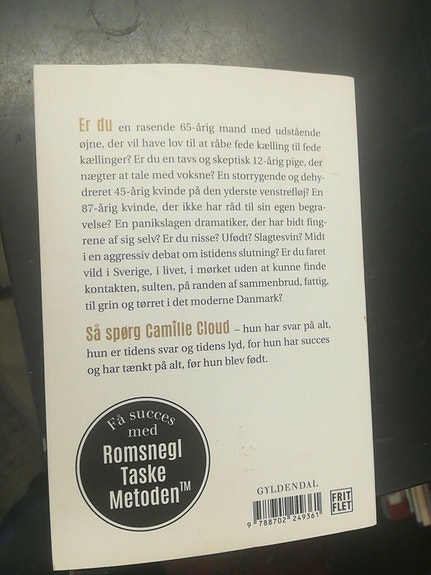 Er du en rasende 65-årig mand med udstående
øjne, der vil have lov til at råbe fede kælling til fede
kællinger? Er du en tavs og skeptisk 12-årig pige, der
nægter at tale med voksne? En storrygende og dehy-
dreret 45-årig kvinde på den yderste venstrefløj? En
87-årig kvinde, der ikke har råd til sin egen begra-
velse? En panikslagen dramatiker, der har bidt fing-
rene af sig selv? Er du nisse? Ufødt? Slagtesvin? Midt
i en aggressiv debat om istidens slutning? Er du faret
vild i Sverige, i livet, i mørket uden at kunne finde
kontakten, sulten, på randen af sammenbrud, fattig,
til grin og tørret i det moderne Danmark?
Så spørg Camille Cloud – hun har svar på alt,
hun er tidens svar og tidens lyd, for hun har succes
og har tænkt på alt, før hun blev født.
Få succes
med
Romsnegl
Taske
Metoden™
GYLDENDAL
9 788702 249361
FRIT
FLET